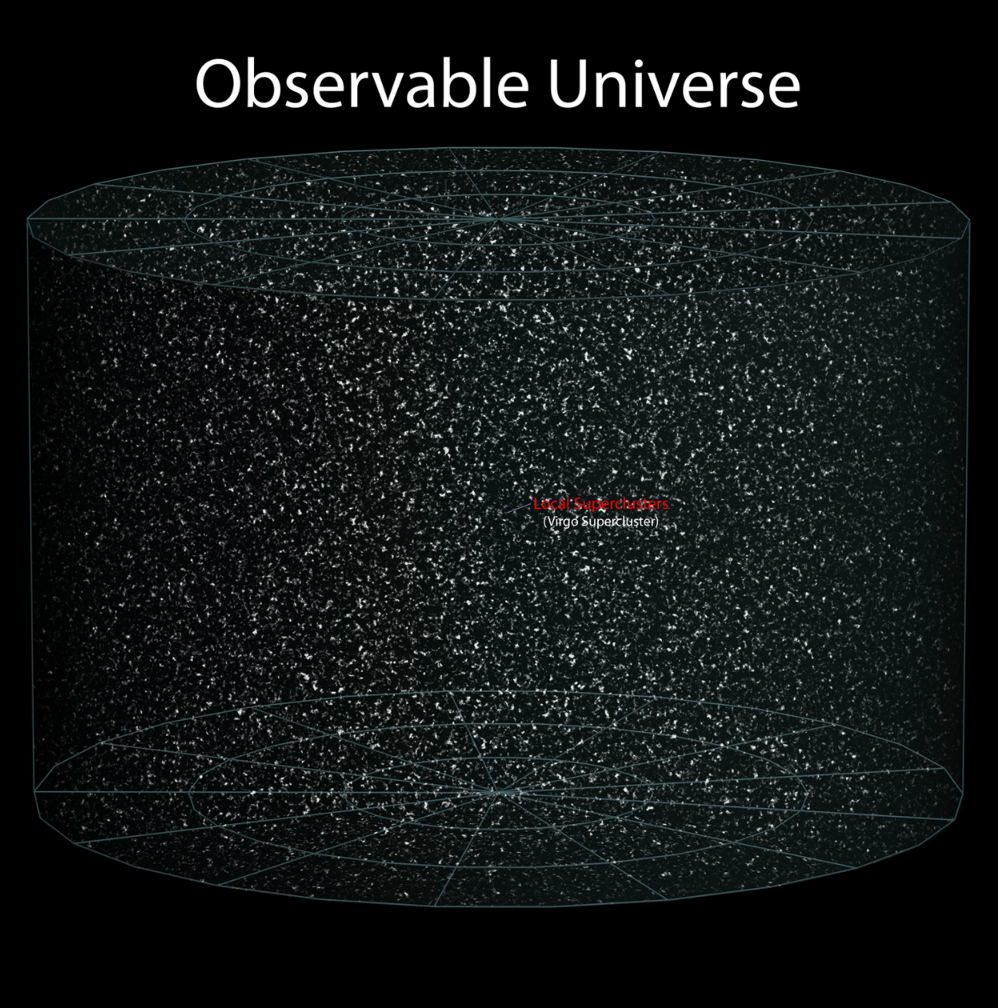 Observable Universe
Local Superclusters
(Virgo Supercluster)